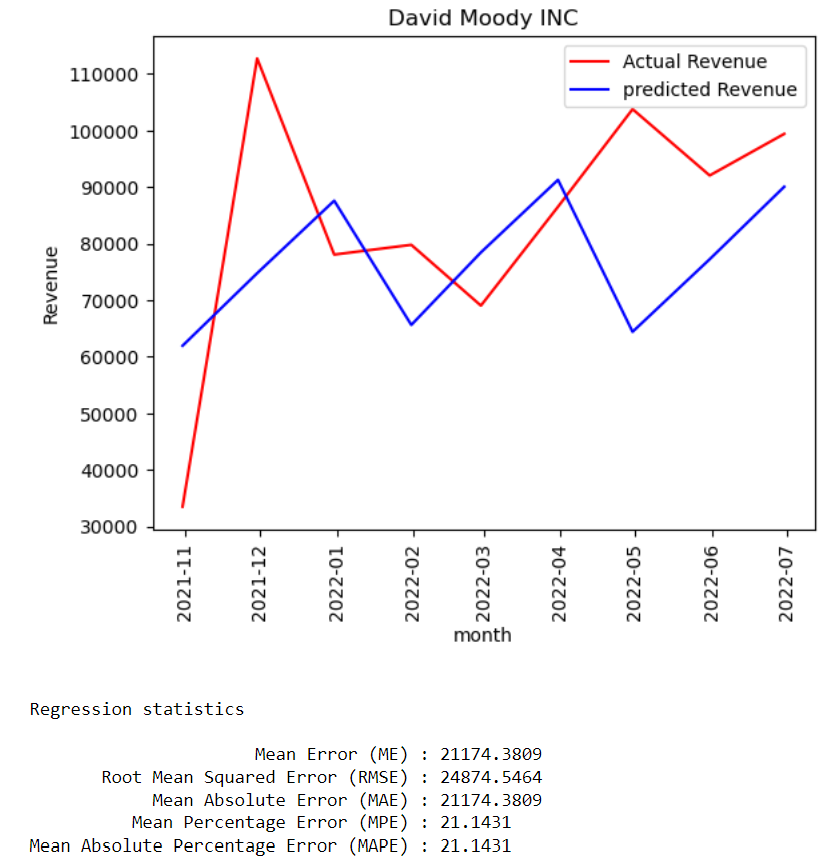 David Moody INC
Actual Revenue
predicted Revenue
110000
100000
90000
80000
70000
60000
50000
40000
30000
Revenue
2021-11
2021-12
2022-01
2022-02
2022-03
2022-04
2022-05
2022-06
2022-07
month
Regression statistics
Mean Error (ME) : 21174.3809
Root Mean Squared Error (RMSE) : 24874.5464
Mean Absolute Error (MAE) : 21174.3809
Mean Percentage Error (MPE) : 21.1431
Mean Absolute Percentage Error (MAPE) : 21.1431